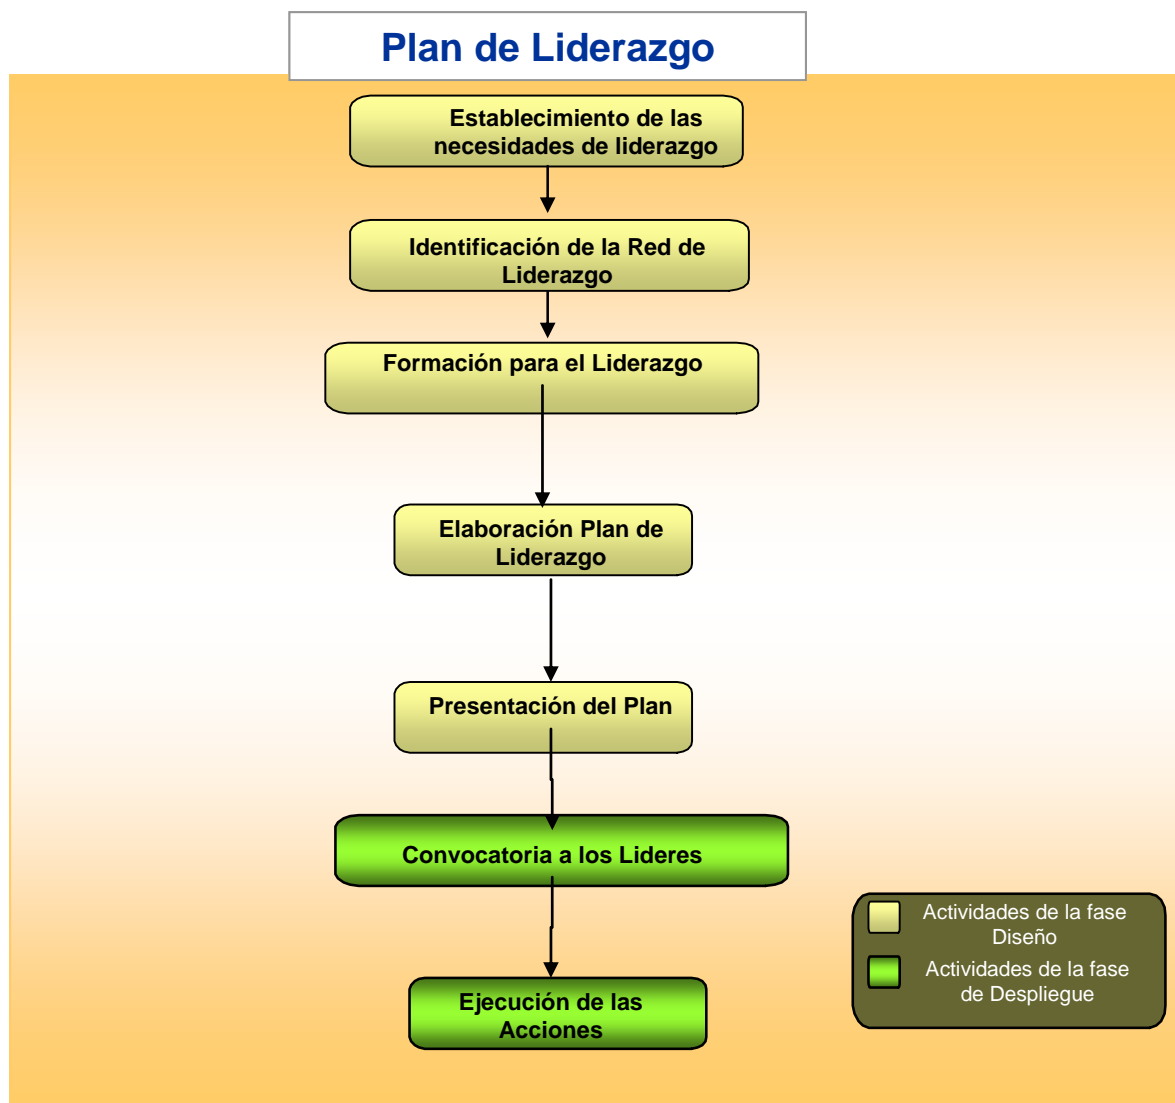 Plan de Liderazgo
Establecimiento de las
necesidades de liderazgo
Identificación de la Red de
Liderazgo
Formación para el Liderazgo
Elaboración Plan de
Liderazgo
Presentación del Plan
Convocatoria a los Lideres
Ejecución de las
Acciones
Actividades de la fase
Diseño
Actividades de la fase
de Despliegue